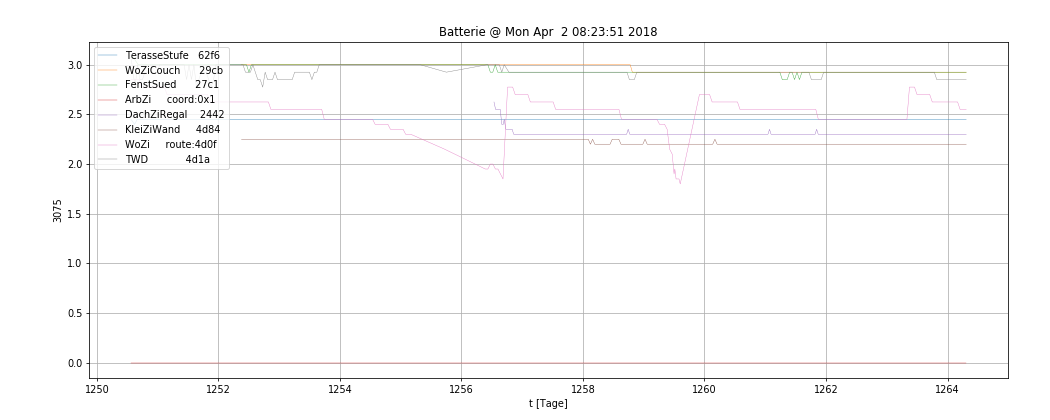 Batterie @ Mon Apr  2 08:23:51 2018
TerasseStufe   62f6
WoZiCouch      29cb
FenstSued      27c1
ArbZi     coord:0x1
DachZiRegal    2442
KleiZiWand     4d84
WoZi     route:4d0f
TWD            4d1a
3.0
2.5
2.0
1.5
1.0
0.5
0.0
3075
1250 1252 1254 1256 1258 1260 1262 1264
t [Tage]